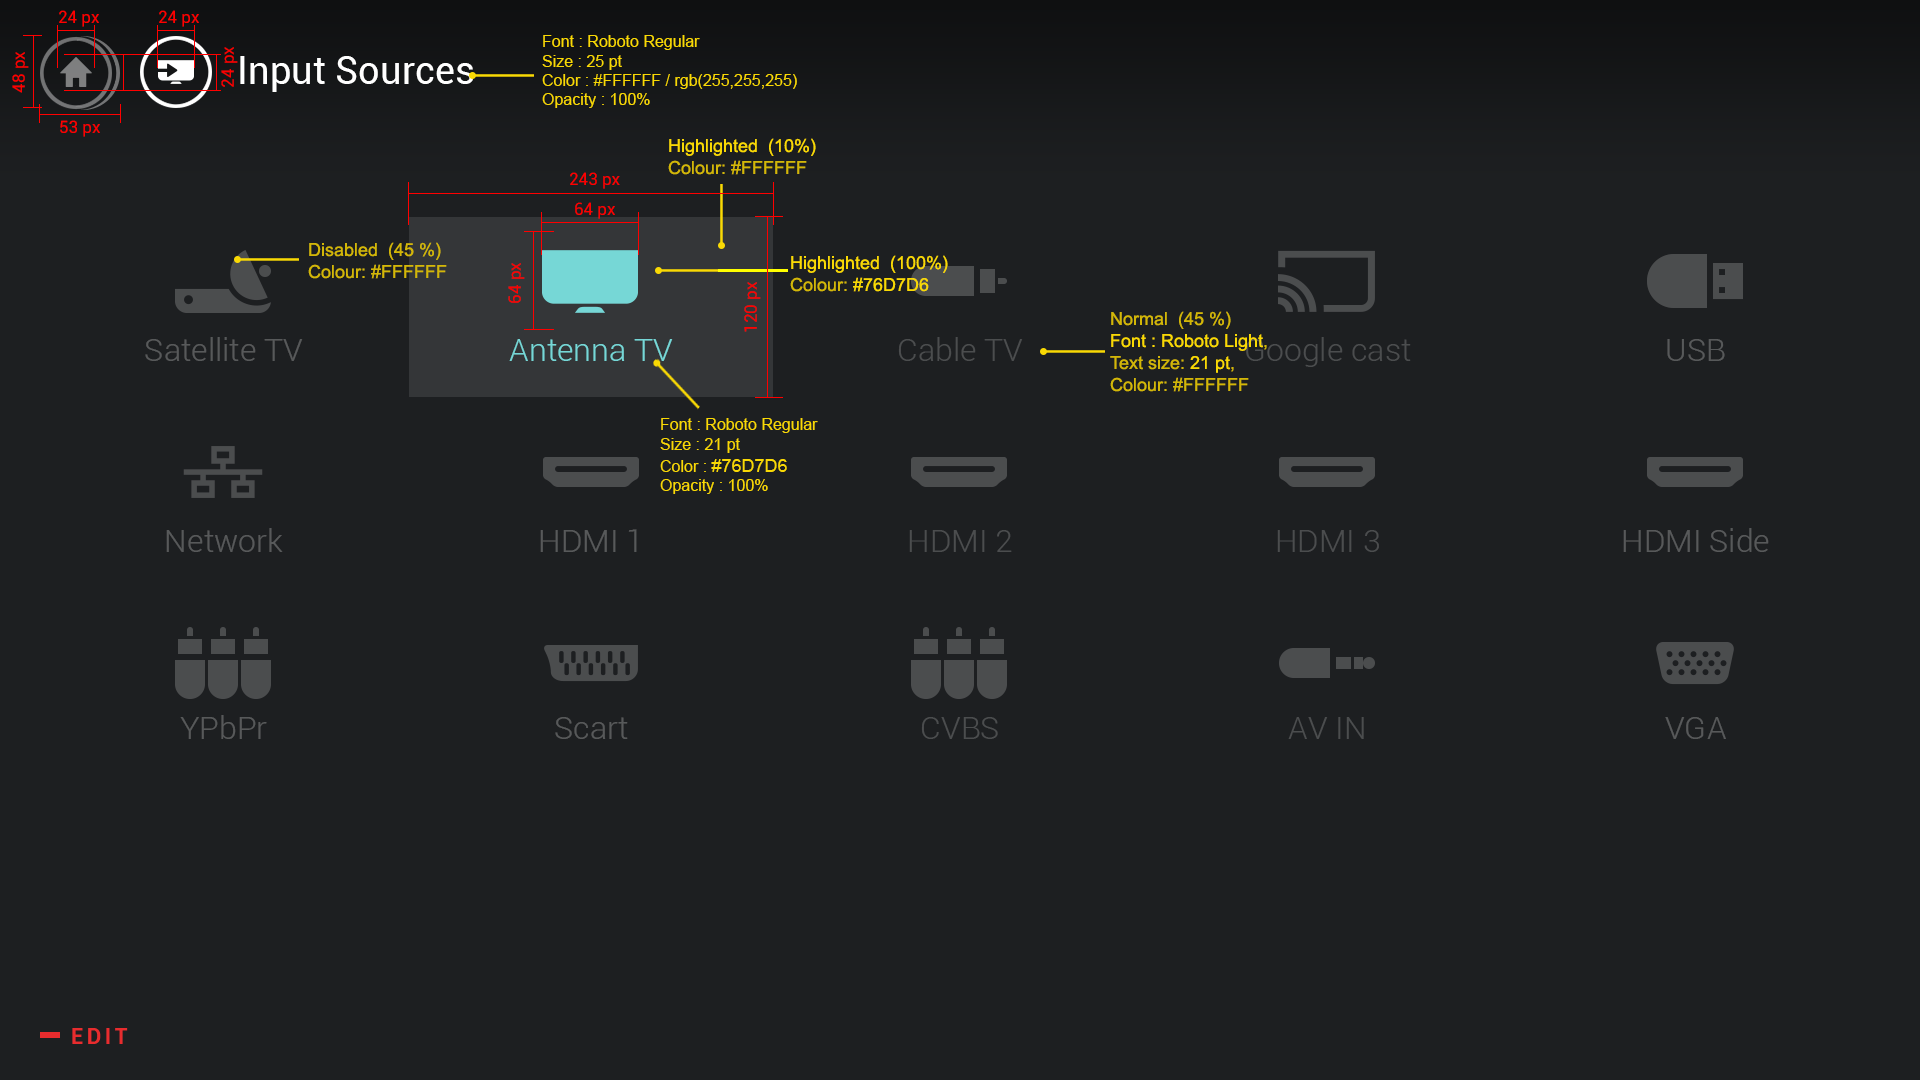 24 px
24 px
48 px
24 px
53 px
Input Sources
Font : Roboto Regular
Size : 25 pt
Color : #FFFFFF / rgb(255,255,255)
Opacity : 100%
Highlighted (10%)
Colour: #FFFFFF
243 px
64 px
64 px
120 px
Disabled (45 %)
Colour: #FFFFFF
Highlighted (100%)
Colour: #76D7D6
Normal (45 %)
Font : Roboto Light,
Text size: 21 pt,
Colour: #FFFFFF
Satellite TV
Antenna TV
Cable TV
Google cast
USB
Font : Roboto Regular
Size : 21 pt
Color : #76D7D6
Opacity : 100%
Network
HDMI 1
HDMI 2
HDMI 3
HDMI Side
YPbPr
Scart
CVBS
AV IN
VGA
EDIT